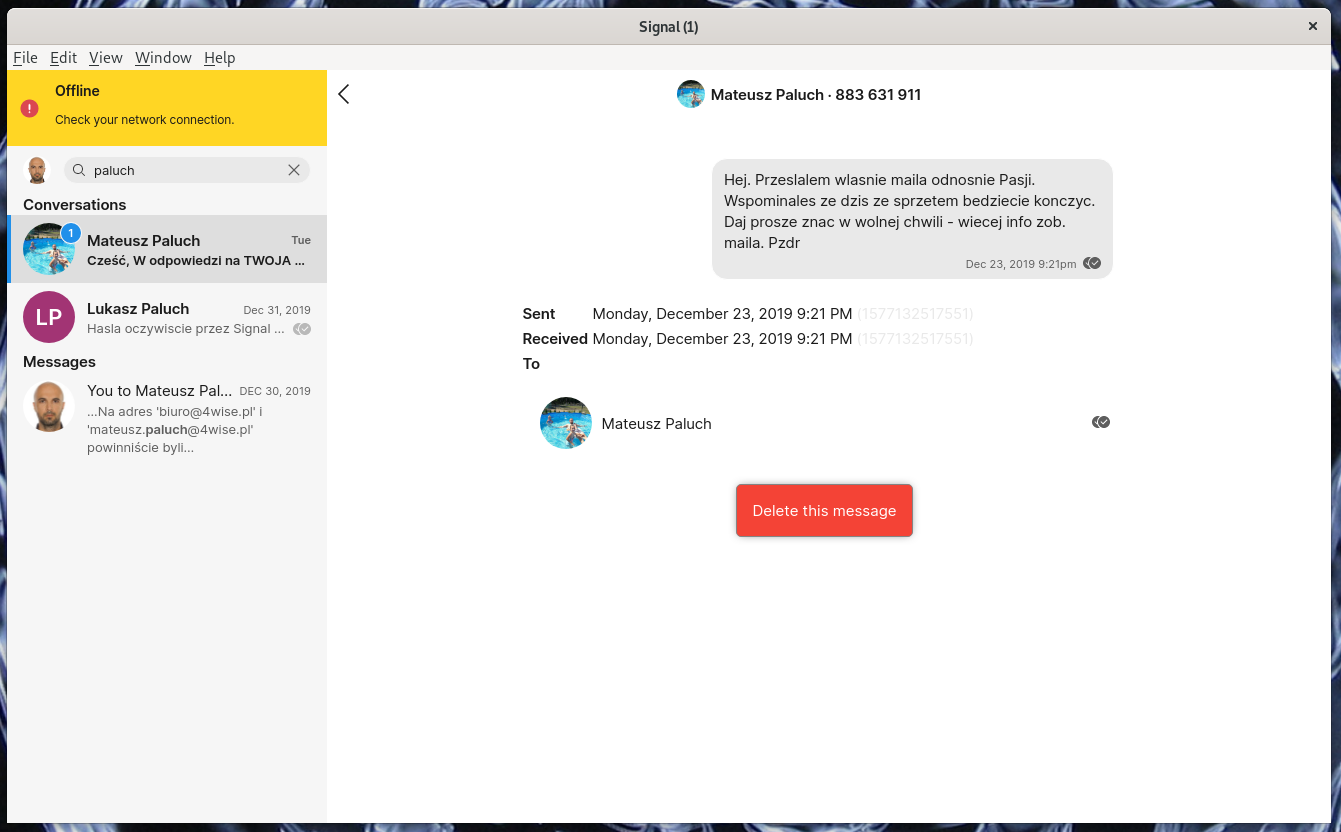 Signal (1)
File Edit View Window Help
Offline
Check your network connection.
paluch
Conversations
1
Mateusz Paluch Tue
Cześć, W odpowiedzi na TWOJA ...
LP
Lukasz Paluch Dec 31, 2019
Hasla oczywiscie przez Signal ...
Messages
You to Mateusz Pal... DEC 30, 2019
...Na adres 'biuro@4wise.pl' i
'mateusz.paluch@4wise.pl'
powinniście byli...
Mateusz Paluch · 883 631 911
Hej. Przeslalem wlasnie maila odnosnie Pasji.
Wspominales ze dzis ze sprzetem bedziecie konczyc.
Daj prosze znac w wolnej chwili - wiecej info zob.
maila. Pzdr
Dec 23, 2019 9:21pm
Sent Monday, December 23, 2019 9:21 PM (1577132517551)
Received Monday, December 23, 2019 9:21 PM (1577132517551)
To
Mateusz Paluch
Delete this message